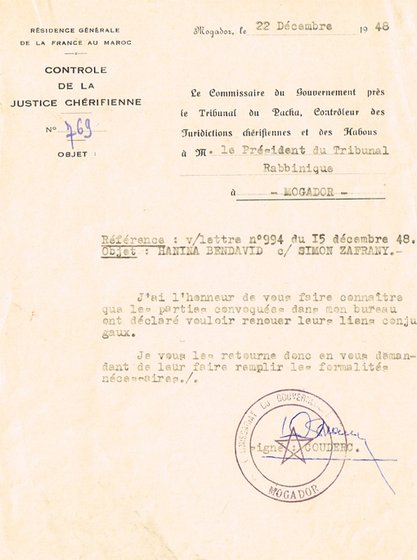 RÉSIDENCE GÉNÉRALE
DE LA FRANCE AU MAROC
CONTROLE
DE LA
JUSTICE CHÉRIFIENNE
N° 769
OBJET :
Mogador, le 22 Décembre 1948
Le Commissaire du Gouvernement près
le Tribunal du Pacha, Contrôleur des
Juridictions chérifiennes et des Habous
à M. le Président du Tribunal
Rabbinique
à - MOGADOR -
Référence : v/lettre n°994 du I5 décembre 48.
Objet : HANINA BENDAVID c/ SIMON ZAFRANY.-
J'ai l'honneur de vous faire connaître
que les parties convoquées dans mon bureau
ont déclaré vouloir renouer leurs liens conju
gaux.
Je vous les retourne donc en vous deman-
dant de leur faire remplir les formalités
nécessaires./.
signé : COUDERC.
DU GOUVERNEMENT
MOGADOR